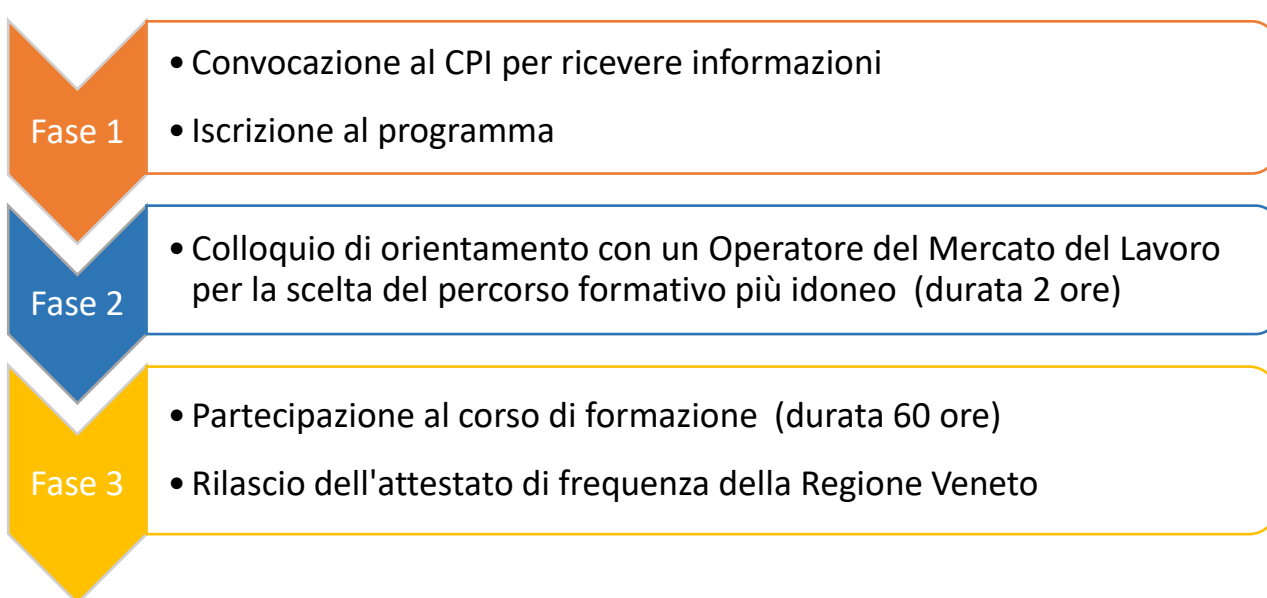 Fase 1
• Convocazione al CPI per ricevere informazioni
• Iscrizione al programma
Fase 2
• Colloquio di orientamento con un Operatore del Mercato del Lavoro
per la scelta del percorso formativo più idoneo (durata 2 ore)
Fase 3
• Partecipazione al corso di formazione (durata 60 ore)
• Rilascio dell'attestato di frequenza della Regione Veneto